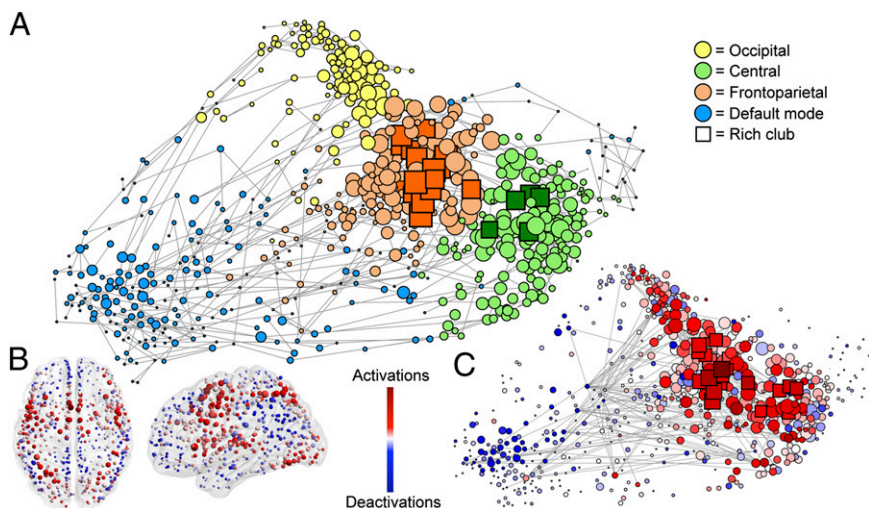 A
= Occipital
= Central
= Frontoparietal
= Default mode
= Rich club
B
Activations
Deactivations
C